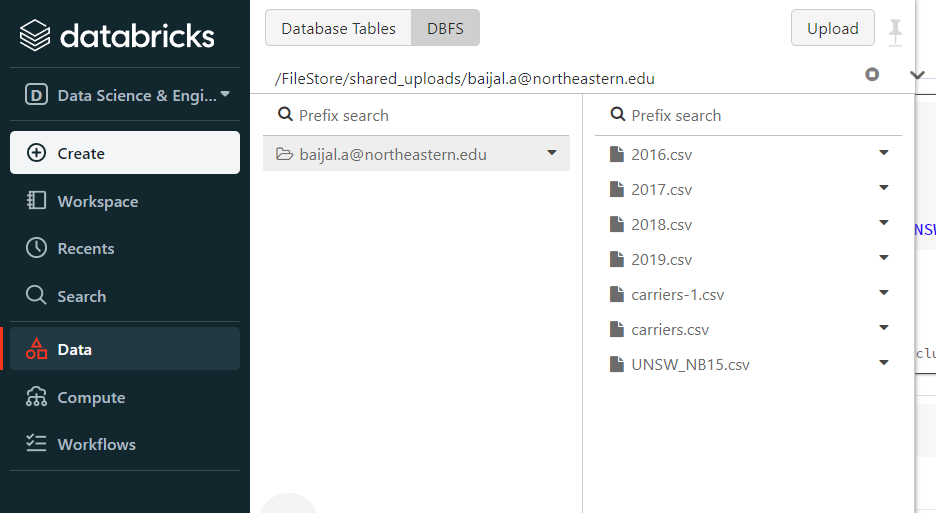 databricks
D Data Science & Engi...
Create
Workspace
Recents
Search
Data
Compute
Workflows
Database Tables
DBFS
Upload
/FileStore/shared_uploads/baijal.a@northeastern.edu
Prefix search
baijal.a@northeastern.edu
Prefix search
2016.csv
2017.csv
2018.csv
2019.csv
carriers-1.csv
carriers.csv
UNSW_NB15.csv